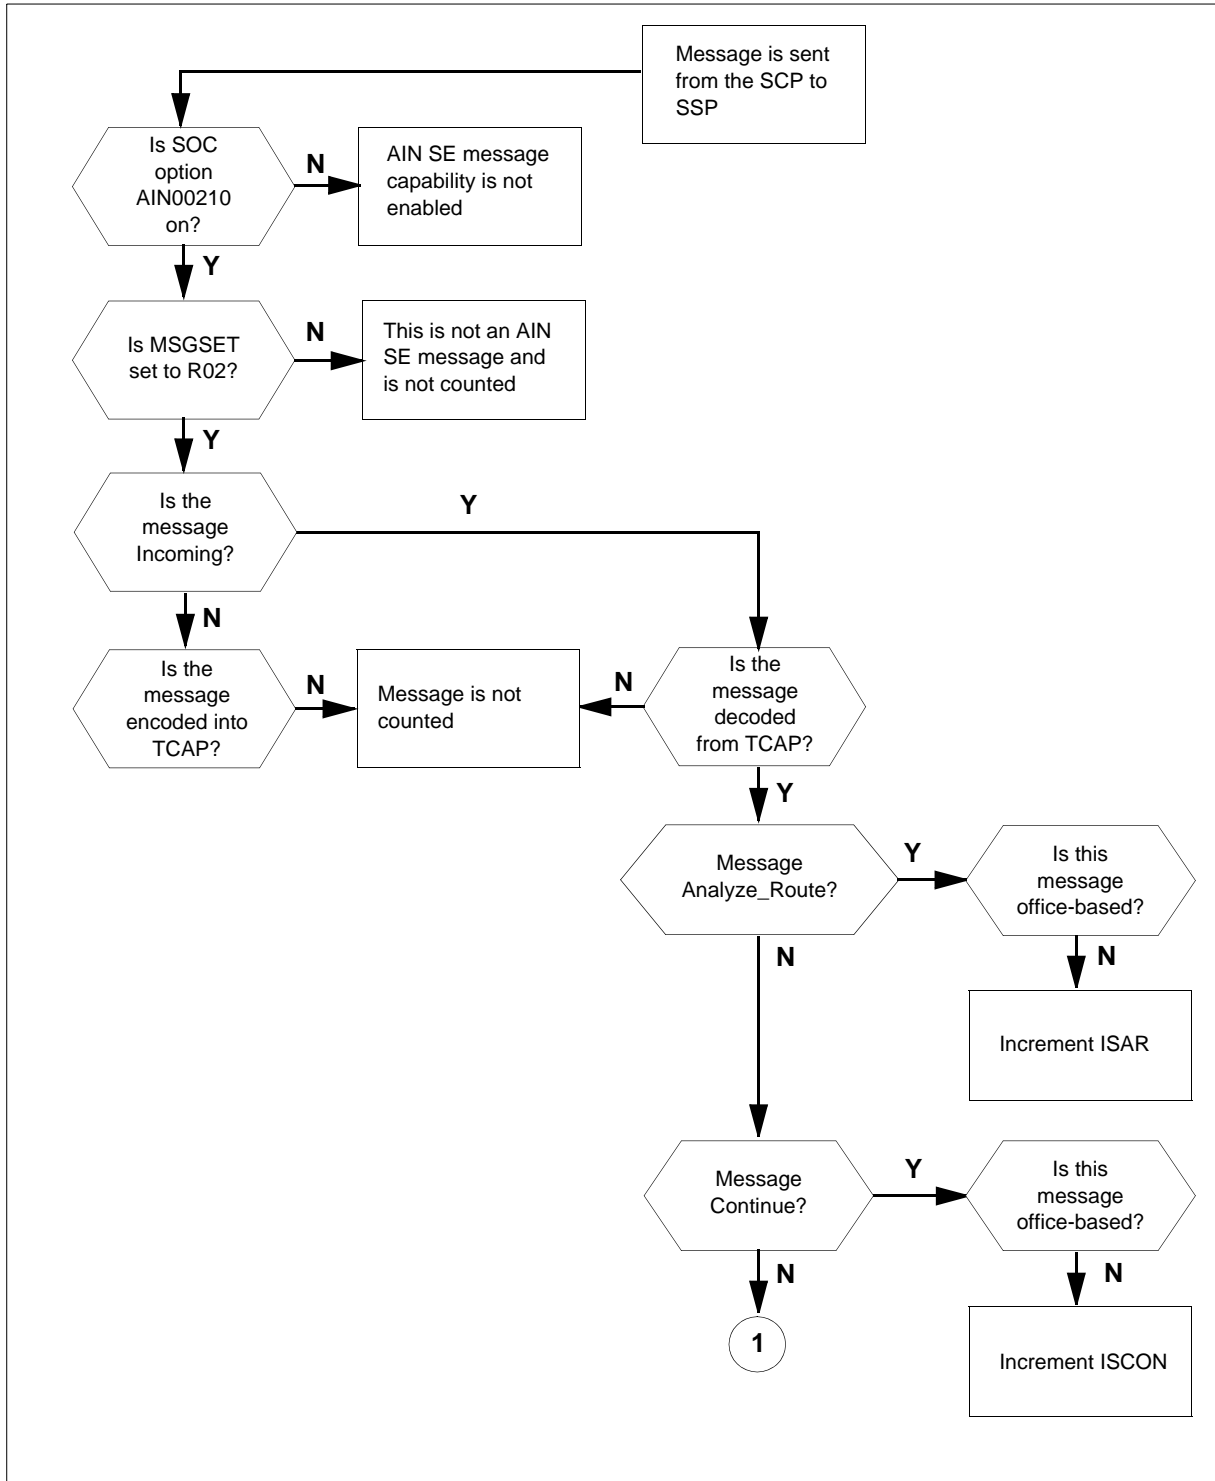 Message is sent
from the SCP to
SSP
Is SOC
option
AIN00210
on?
N
AIN SE message
capability is not
enabled
Y
Is MSGSET
set to R02?
N
This is not an AIN
SE message and
is not counted
Y
Is the
message
Incoming?
Y
N
Is the
message
encoded into
TCAP?
N
Message is not
counted
N
Is the
message
decoded
from TCAP?
Y
Message
Analyze_Route?
Y
Is this
message
office-based?
N
N
Increment ISAR
Message
Continue?
Y
Is this
message
office-based?
N
N
1
Increment ISCON